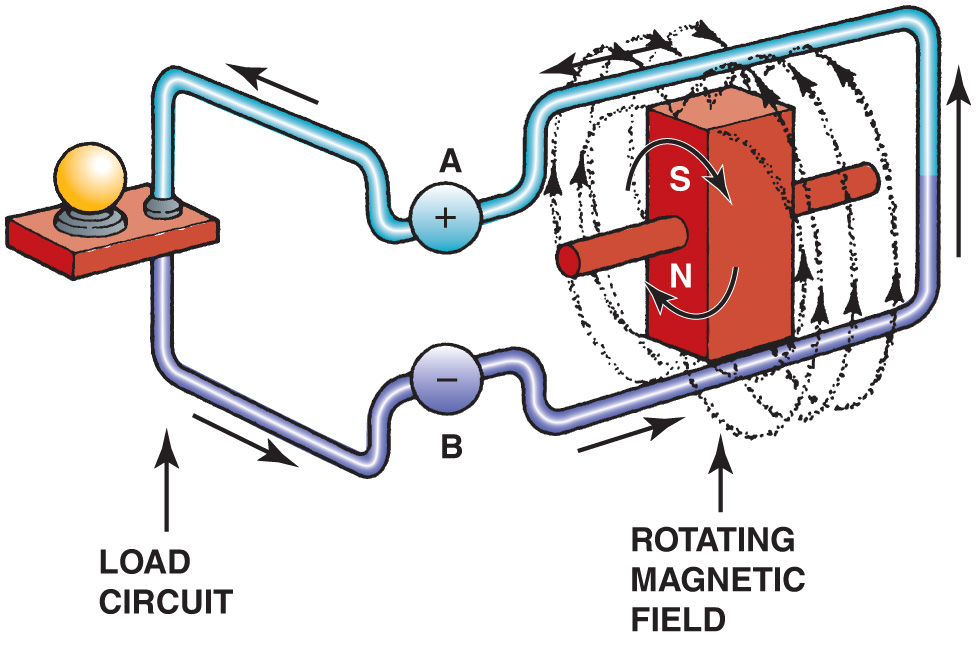 A
+
S
N
−
B
LOAD
CIRCUIT
ROTATING
MAGNETIC
FIELD